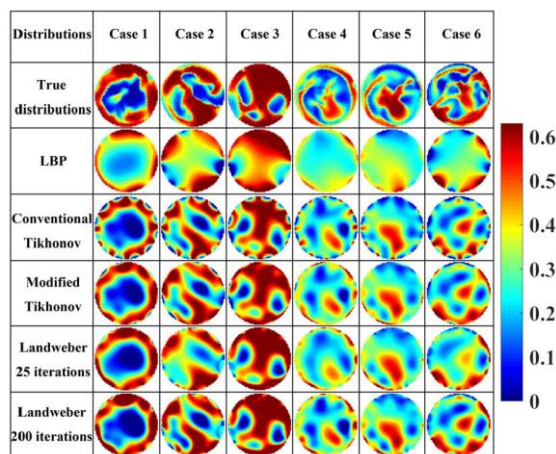 Distributions Case 1 Case 2 Case 3 Case 4 Case 5 Case 6
True
distributions
LBP
Conventional
Tikhonov
Modified
Tikhonov
Landweber
25 iterations
Landweber
200 iterations
0.6
0.5
0.4
0.3
0.2
0.1
0